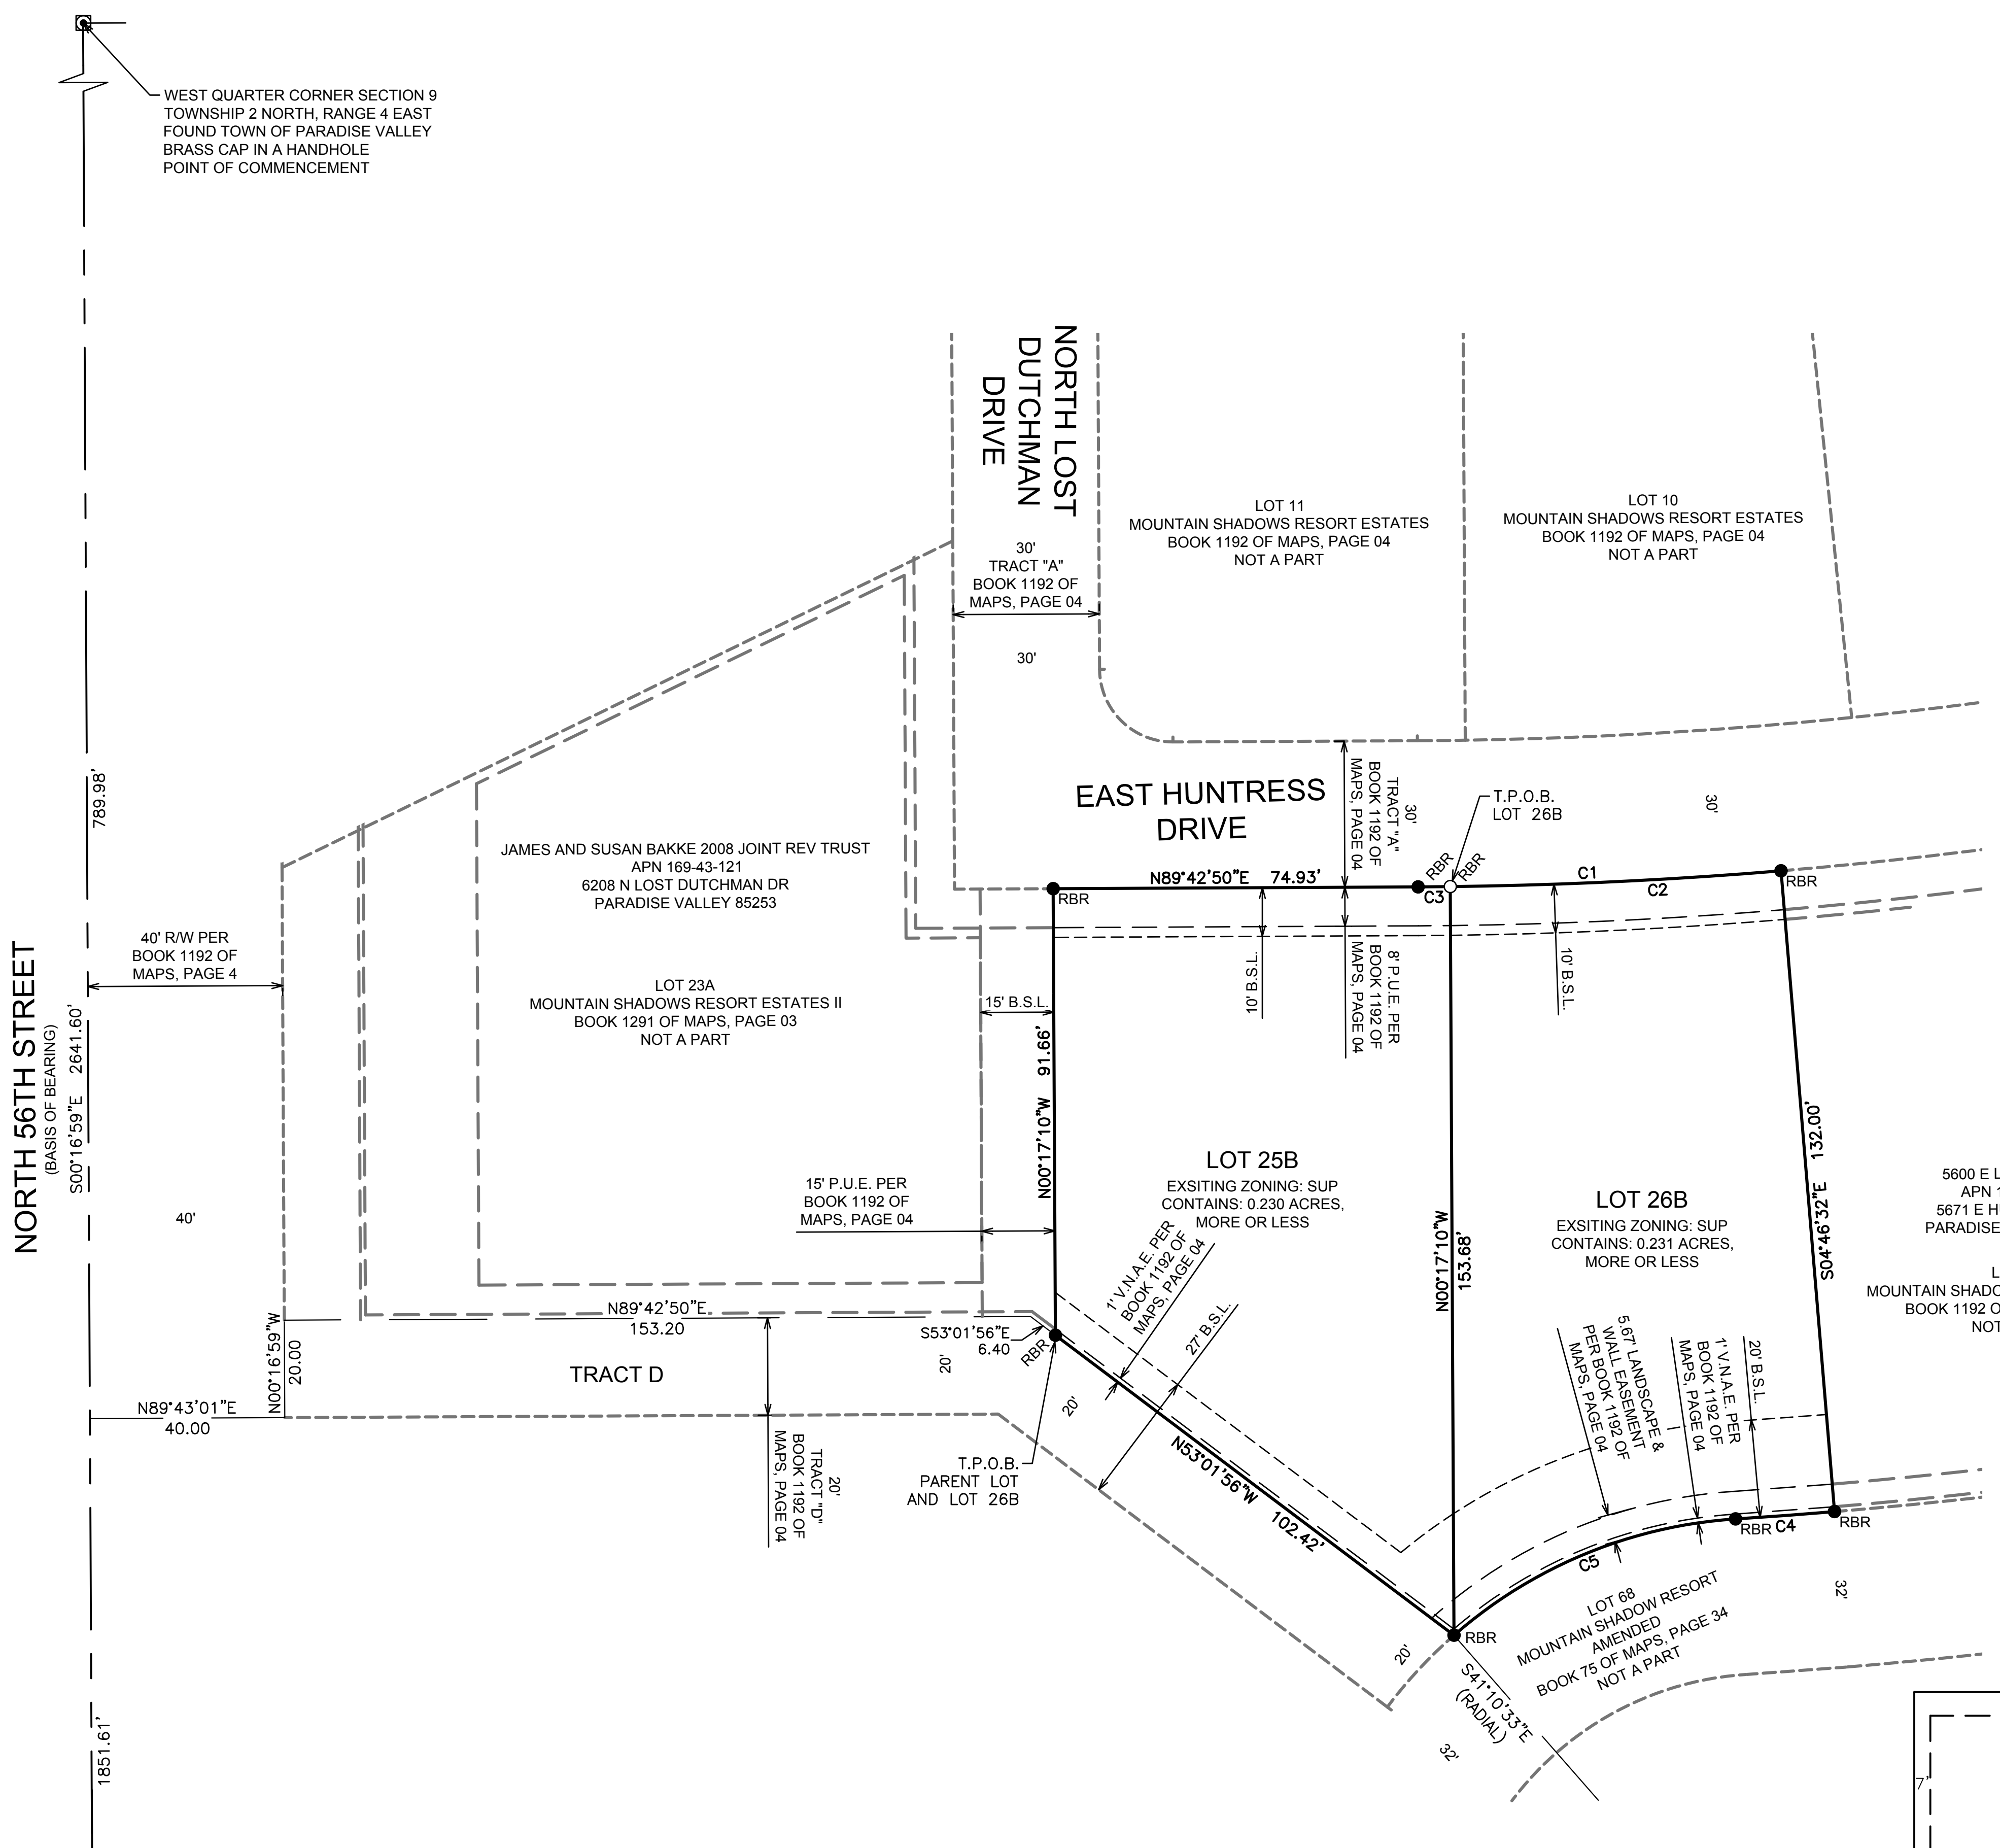 WEST QUARTER CORNER SECTION 9
TOWNSHIP 2 NORTH, RANGE 4 EAST
FOUND TOWN OF PARADISE VALLEY
BRASS CAP IN A HANDHOLE
POINT OF COMMENCEMENT
NORTH LOST
DUTCHMAN
DRIVE
30'
TRACT "A"
BOOK 1192 OF
MAPS, PAGE 04
30'
LOT 11
MOUNTAIN SHADOWS RESORT ESTATES
BOOK 1192 OF MAPS, PAGE 04
NOT A PART
LOT 10
MOUNTAIN SHADOWS RESORT ESTATES
BOOK 1192 OF MAPS, PAGE 04
NOT A PART
789.98'
EAST HUNTRESS
DRIVE
30'
TRACT "A"
BOOK 1192 OF
MAPS, PAGE 04
T.P.O.B.
LOT 26B
30'
RBR
RBR
N89°42'50"E 74.93'
C3
C1
C2
RBR
RBR
JAMES AND SUSAN BAKKE 2008 JOINT REV TRUST
APN 169-43-121
6208 N LOST DUTCHMAN DR
PARADISE VALLEY 85253
LOT 23A
MOUNTAIN SHADOWS RESORT ESTATES II
BOOK 1291 OF MAPS, PAGE 03
NOT A PART
40' R/W PER
BOOK 1192 OF
MAPS, PAGE 4
NORTH 56TH STREET
(BASIS OF BEARING)
S00°16'59"E 2641.60'
40'
15' B.S.L.
10' B.S.L.
8' P.U.E. PER
BOOK 1192 OF
MAPS, PAGE 04
10' B.S.L.
N00°17'10"W 91.66'
15' P.U.E. PER
BOOK 1192 OF
MAPS, PAGE 04
LOT 25B
EXSITING ZONING: SUP
CONTAINS: 0.230 ACRES,
MORE OR LESS
LOT 26B
EXSITING ZONING: SUP
CONTAINS: 0.231 ACRES,
MORE OR LESS
N00°17'10"W
153.68'
S04°46'32"E 132.00'
5600 E L
APN 1
5671 E H
PARADISE
L
MOUNTAIN SHADO
BOOK 1192 O
NOT
1' V.N.A.E. PER
BOOK 1192 OF
MAPS, PAGE 04
27' B.S.L.
5.67' LANDSCAPE &
WALL EASEMENT
PER BOOK 1192 OF
MAPS, PAGE 04
1' V.N.A.E. PER
BOOK 1192 OF
MAPS, PAGE 04
20' B.S.L.
N89°42'50"E
153.20
S53°01'56"E
6.40
RBR
N00°16'59"W
20.00
TRACT D
20'
20'
N89°43'01"E
40.00
20'
TRACT "D"
BOOK 1192 OF
MAPS, PAGE 04
T.P.O.B.
PARENT LOT
AND LOT 26B
N53°01'56"W
102.42'
RBR
C4
RBR
C5
RBR
LOT 68
MOUNTAIN SHADOW RESORT
AMENDED
BOOK 75 OF MAPS, PAGE 34
NOT A PART
32'
20'
S41°10'33"E
(RADIAL)
32'
1851.61'
7'